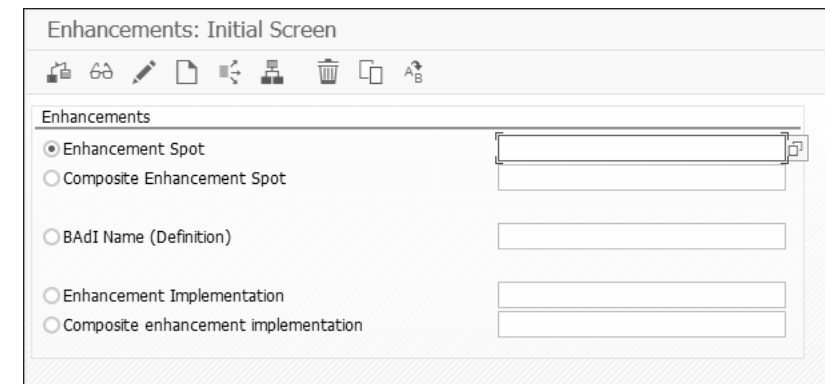 Enhancements: Initial Screen
A
B
Enhancements
Enhancement Spot
Composite Enhancement Spot
BAdI Name (Definition)
Enhancement Implementation
Composite enhancement implementation